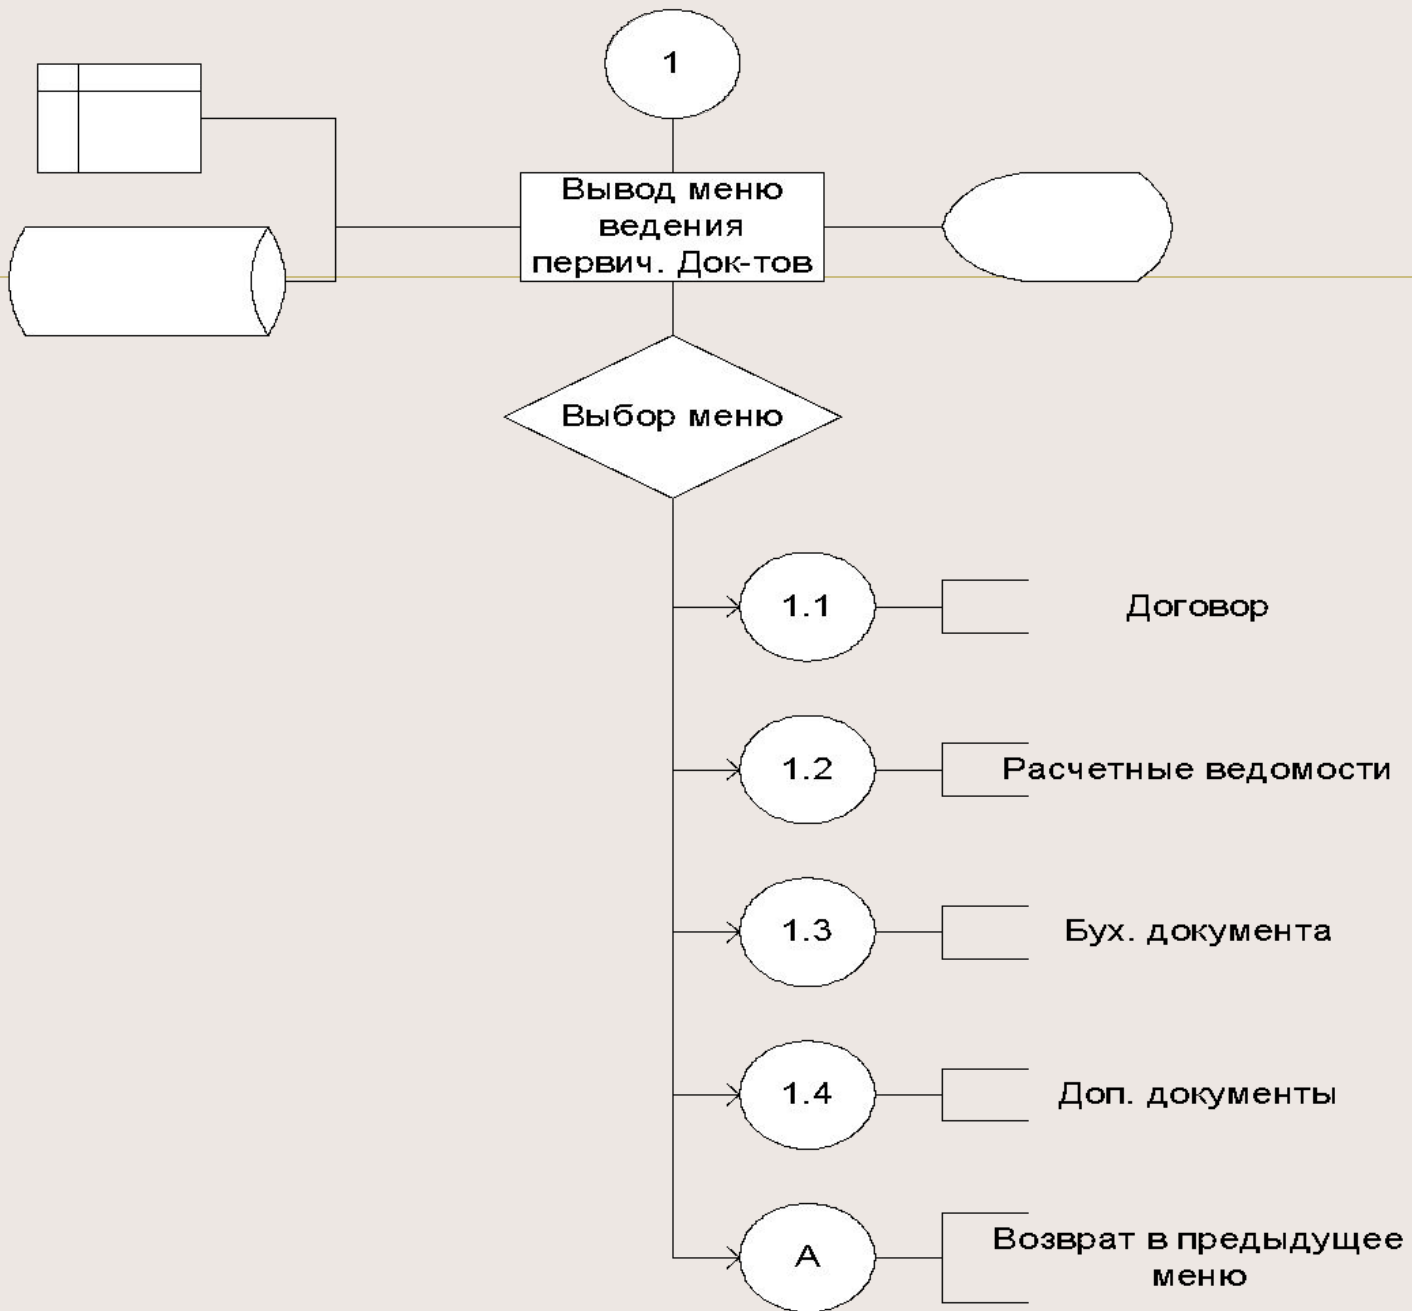 1
Вывод меню
ведения
первич. Док-тов
Выбор меню
1.1
Договор
1.2
Расчетные ведомости
1.3
Бух. документа
1.4
Доп. документы
А
Возврат в предыдущее
меню